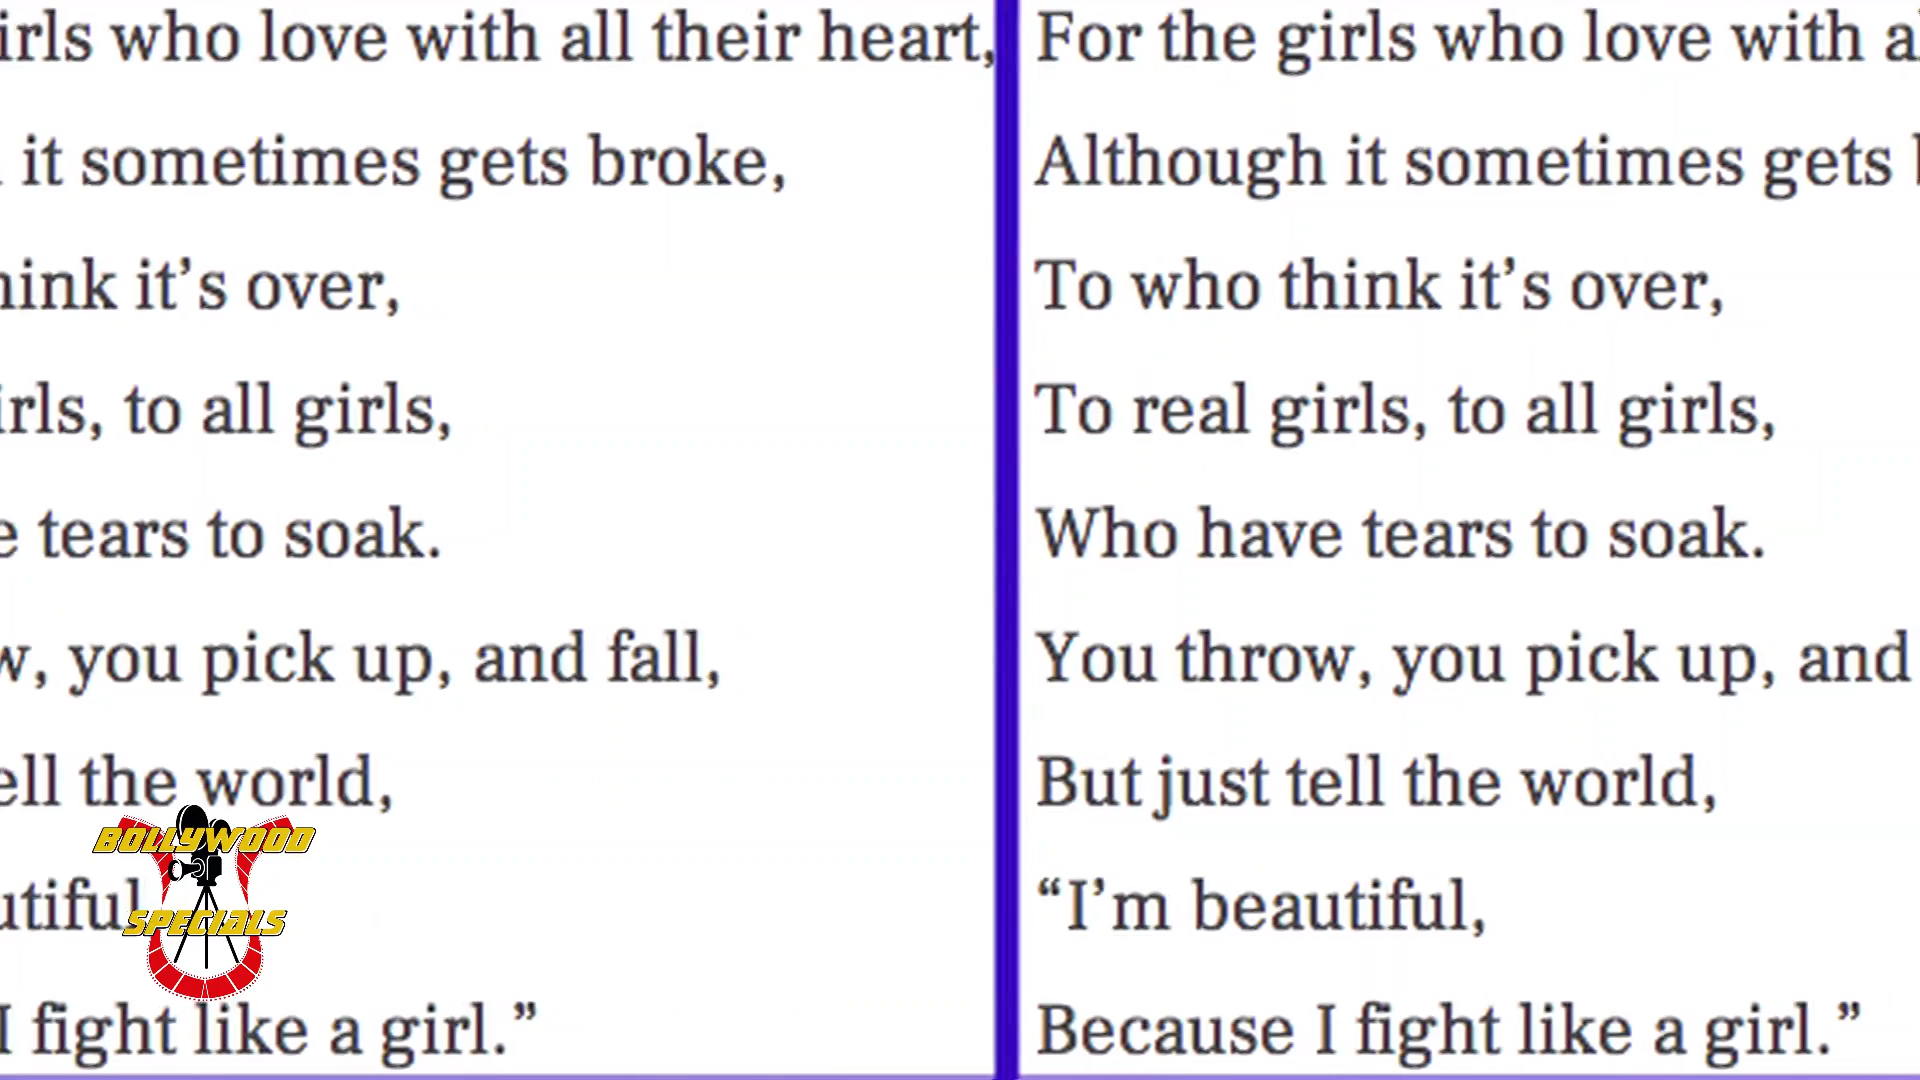 irls who love with all their heart,
it sometimes gets broke,
hink it’s over,
irls, to all girls,
e tears to soak.
w, you pick up, and fall,
ell the world,
utiful,
I fight like a girl.”
BOLLYWOOD
SPECIALS
For the girls who love with al
Although it sometimes gets
To who think it’s over,
To real girls, to all girls,
Who have tears to soak.
You throw, you pick up, and
But just tell the world,
“I’m beautiful,
Because I fight like a girl.”